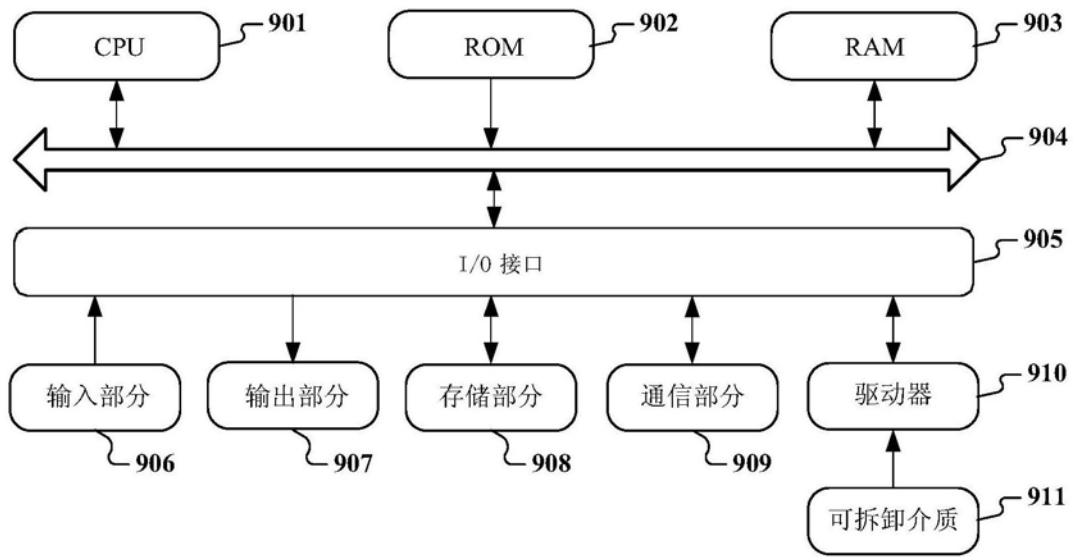 CPU
901
ROM
902
RAM
903
904
905
I/O 接口
输入部分
输出部分
存储部分
通信部分
驱动器
910
906
907
908
909
可拆卸介质
911